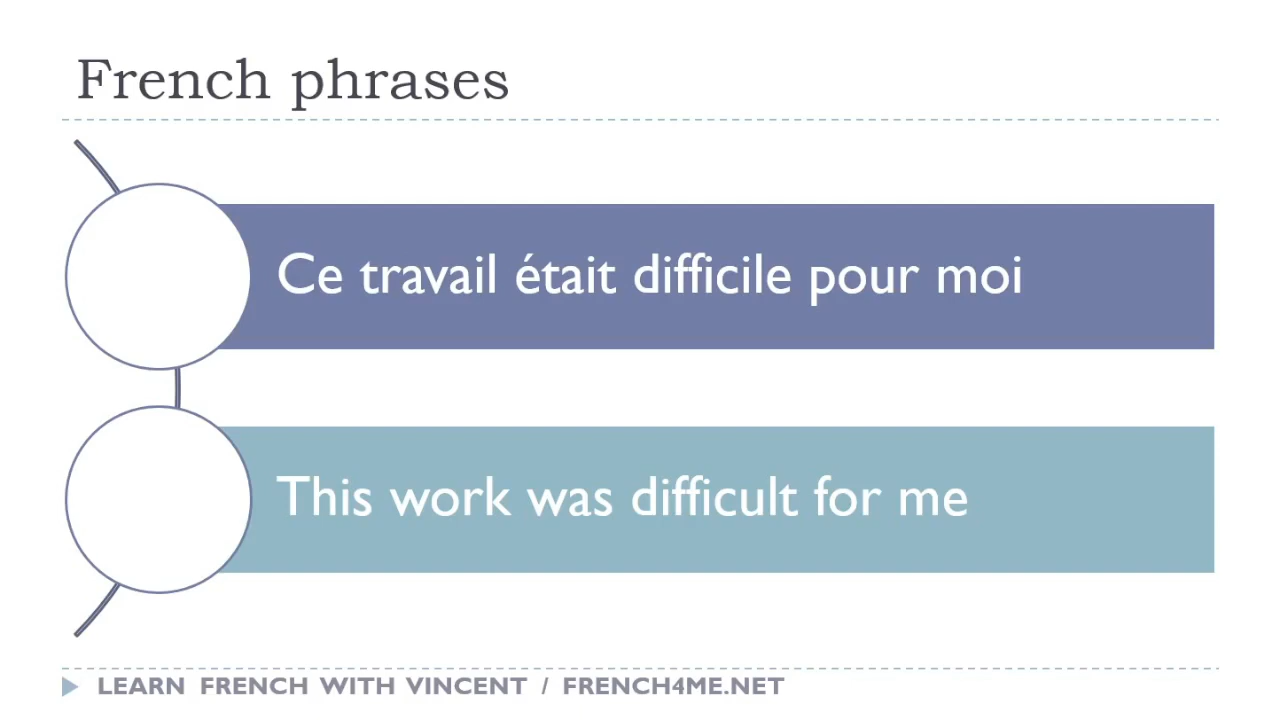 French phrases
Ce travail était difficile pour moi
This work was difficult for me
LEARN FRENCH WITH VINCENT / FRENCH4ME.NET